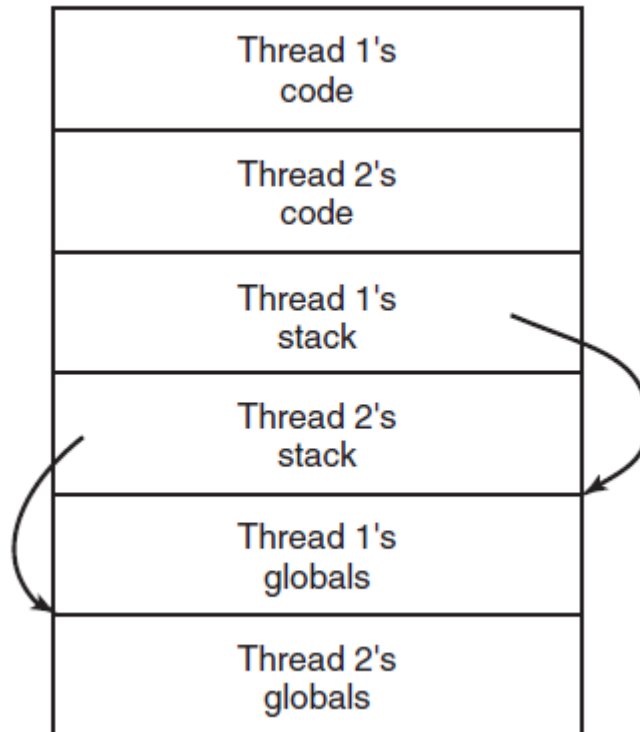 Thread 1's
code
Thread 2's
code
Thread 1's
stack
Thread 2's
stack
Thread 1's
globals
Thread 2's
globals